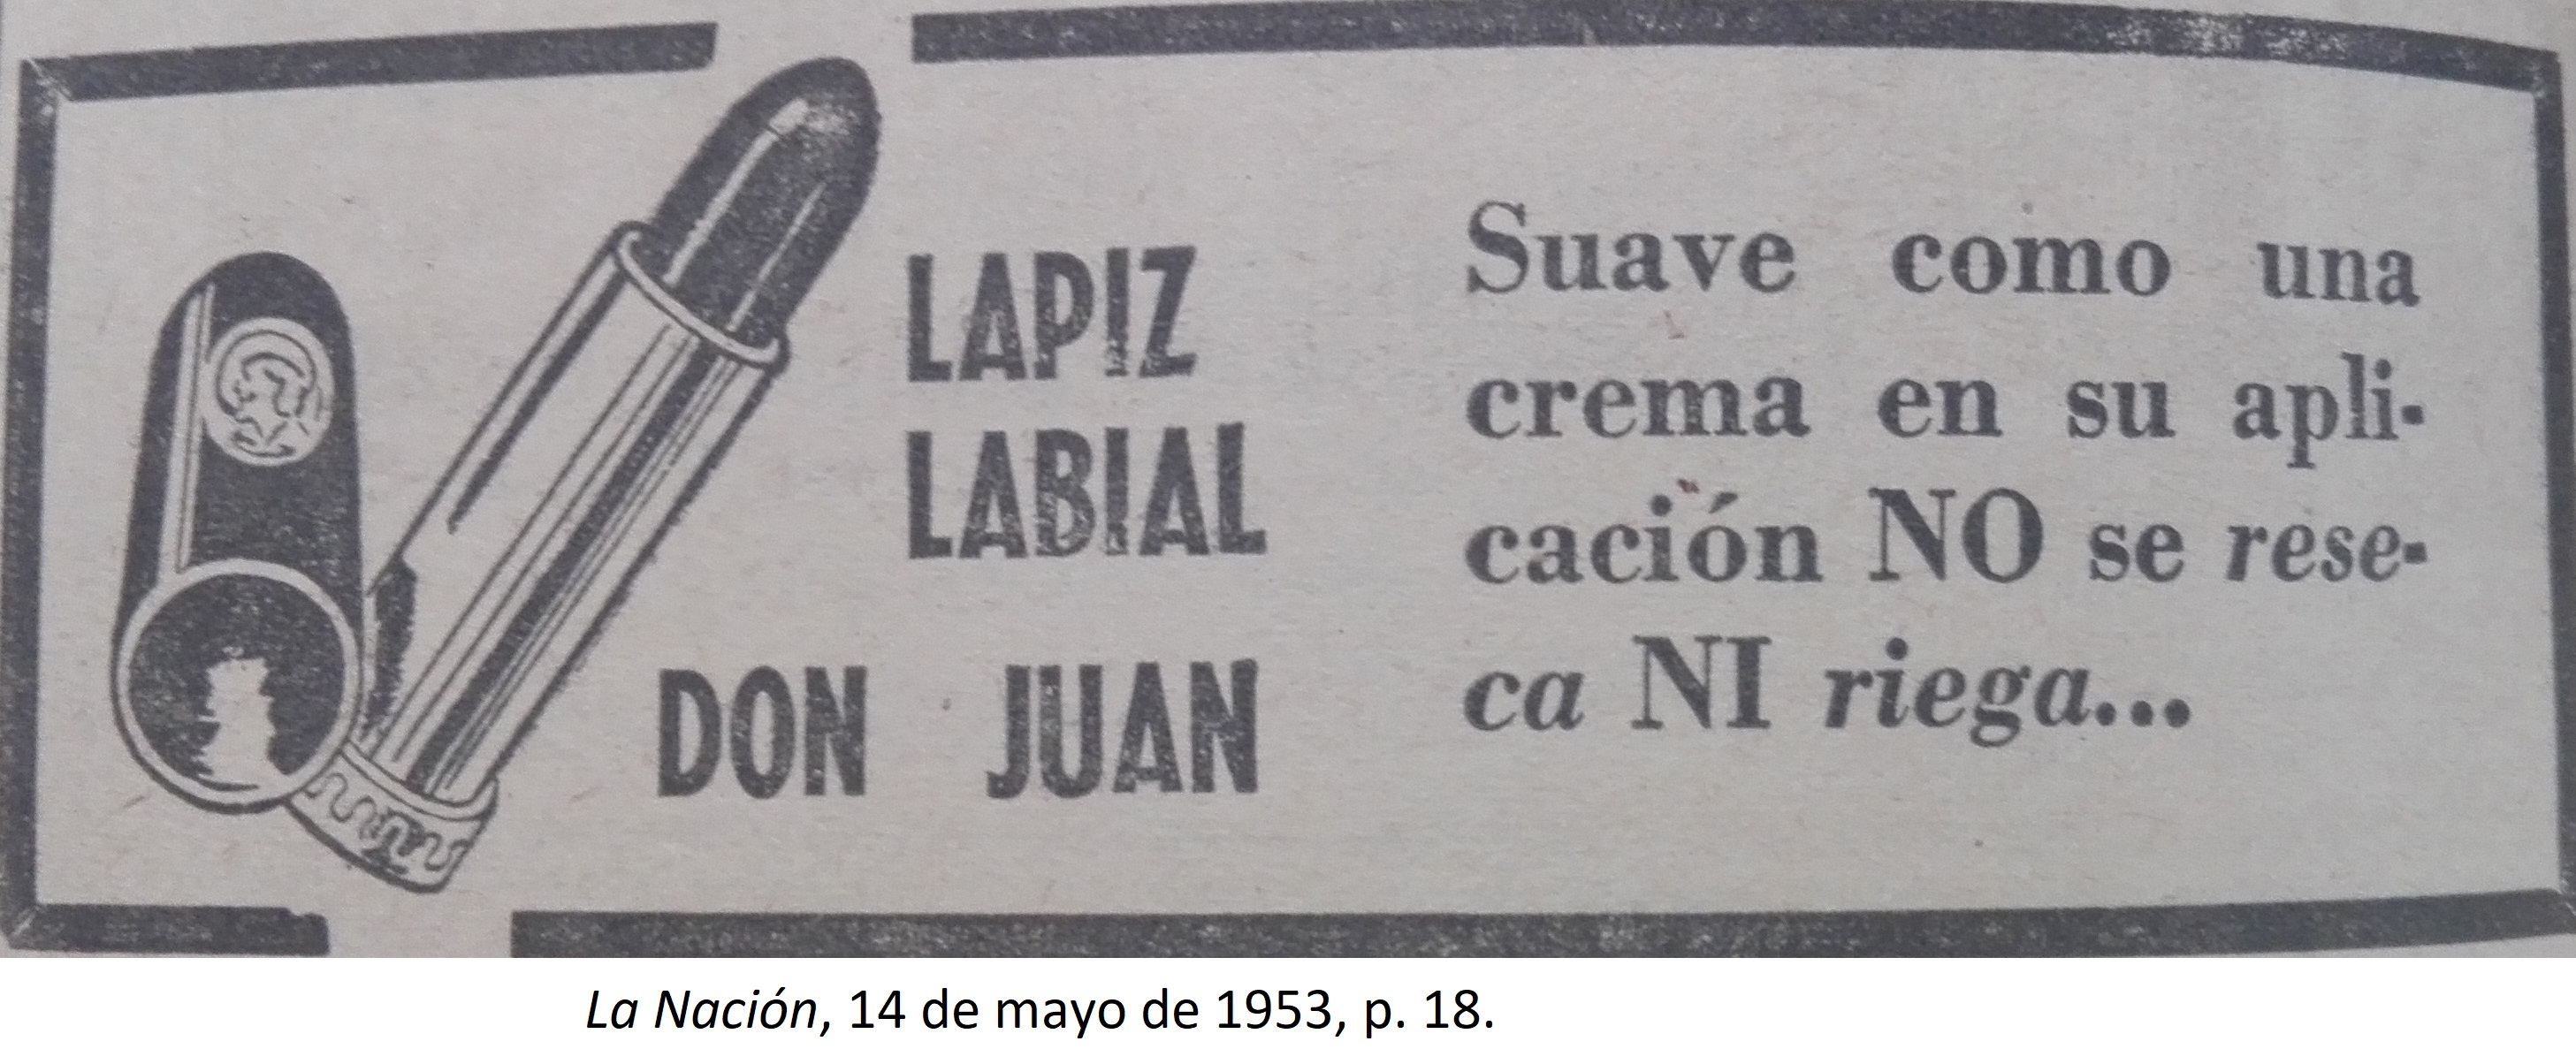 LAPIZ
LABIAL
DON JUAN
Suave como una
crema en su apli-
cación NO se rese-
ca NI riega...
La Nación, 14 de mayo de 1953, p. 18.